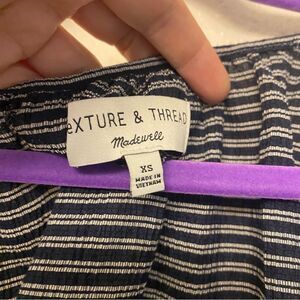 eXTURE & THREAD
Madewell
XS
MADE IN
VIETNAM